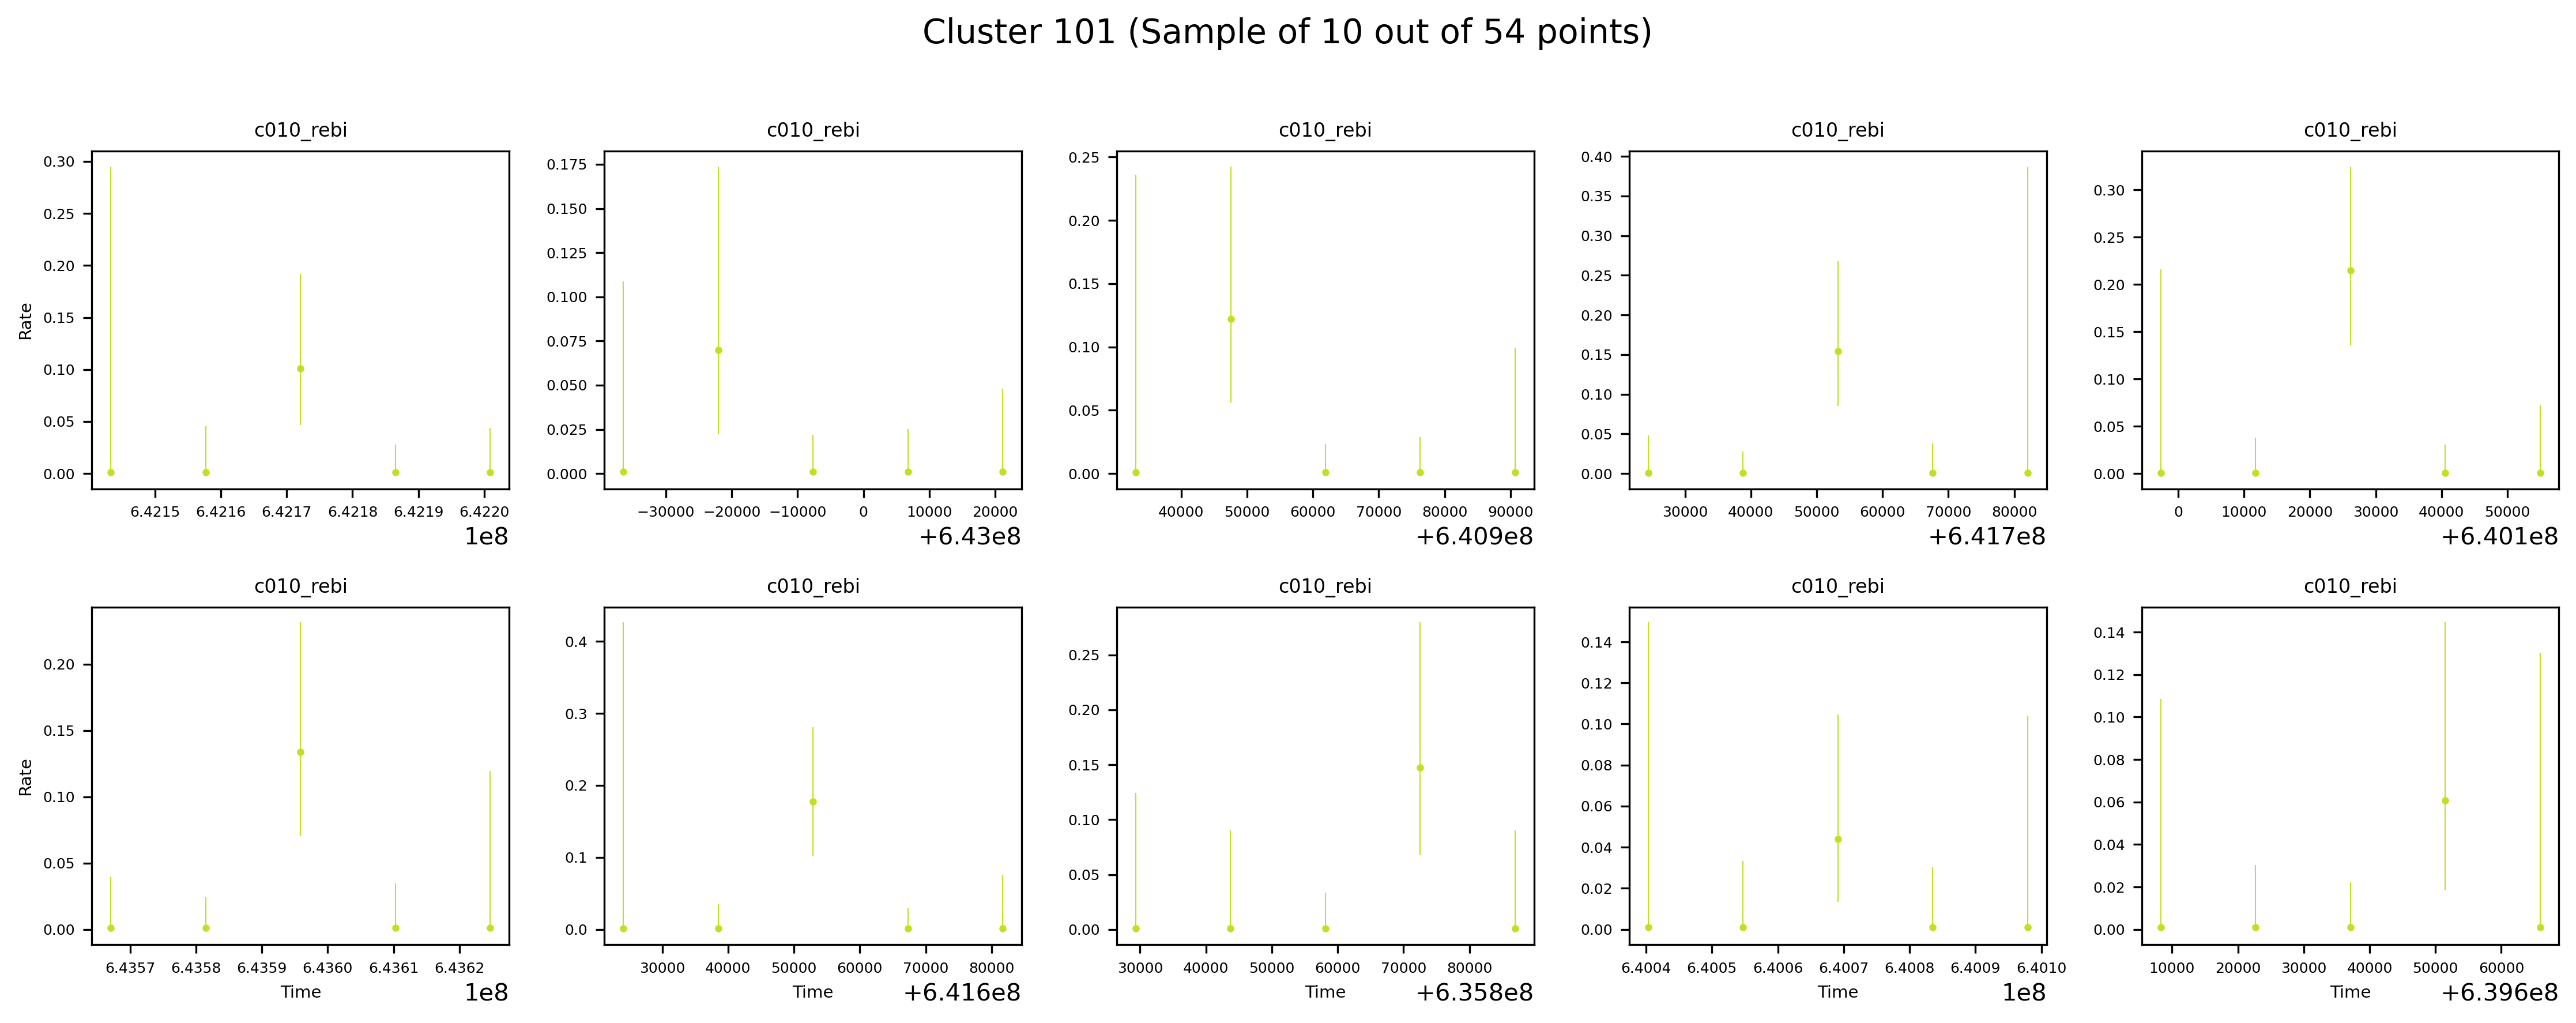 Cluster 101 (Sample of 10 out of 54 points)
c010_rebi
c010_rebi
c010_rebi
c010_rebi
c010_rebi
Rate
0.30
0.25
0.20
0.15
0.10
0.05
0.00
6.4215 6.4216 6.4217 6.4218 6.4219 6.4220
1e8
0.175
0.150
0.125
0.100
0.075
0.050
0.025
0.000
−30000 −20000 −10000 0 10000 20000
+6.43e8
0.25
0.20
0.15
0.10
0.05
0.00
40000 50000 60000 70000 80000 90000
+6.409e8
0.40
0.35
0.30
0.25
0.20
0.15
0.10
0.05
0.00
30000 40000 50000 60000 70000 80000
+6.417e8
0.30
0.25
0.20
0.15
0.10
0.05
0.00
0 10000 20000 30000 40000 50000
+6.401e8
c010_rebi
c010_rebi
c010_rebi
c010_rebi
c010_rebi
Rate
0.20
0.15
0.10
0.05
0.00
6.4357 6.4358 6.4359 6.4360 6.4361 6.4362
Time
1e8
0.4
0.3
0.2
0.1
0.0
30000 40000 50000 60000 70000 80000
Time
+6.416e8
0.25
0.20
0.15
0.10
0.05
0.00
30000 40000 50000 60000 70000 80000
Time
+6.358e8
0.14
0.12
0.10
0.08
0.06
0.04
0.02
0.00
6.4004 6.4005 6.4006 6.4007 6.4008 6.4009 6.4010
Time
1e8
0.14
0.12
0.10
0.08
0.06
0.04
0.02
0.00
10000 20000 30000 40000 50000 60000
Time
+6.396e8